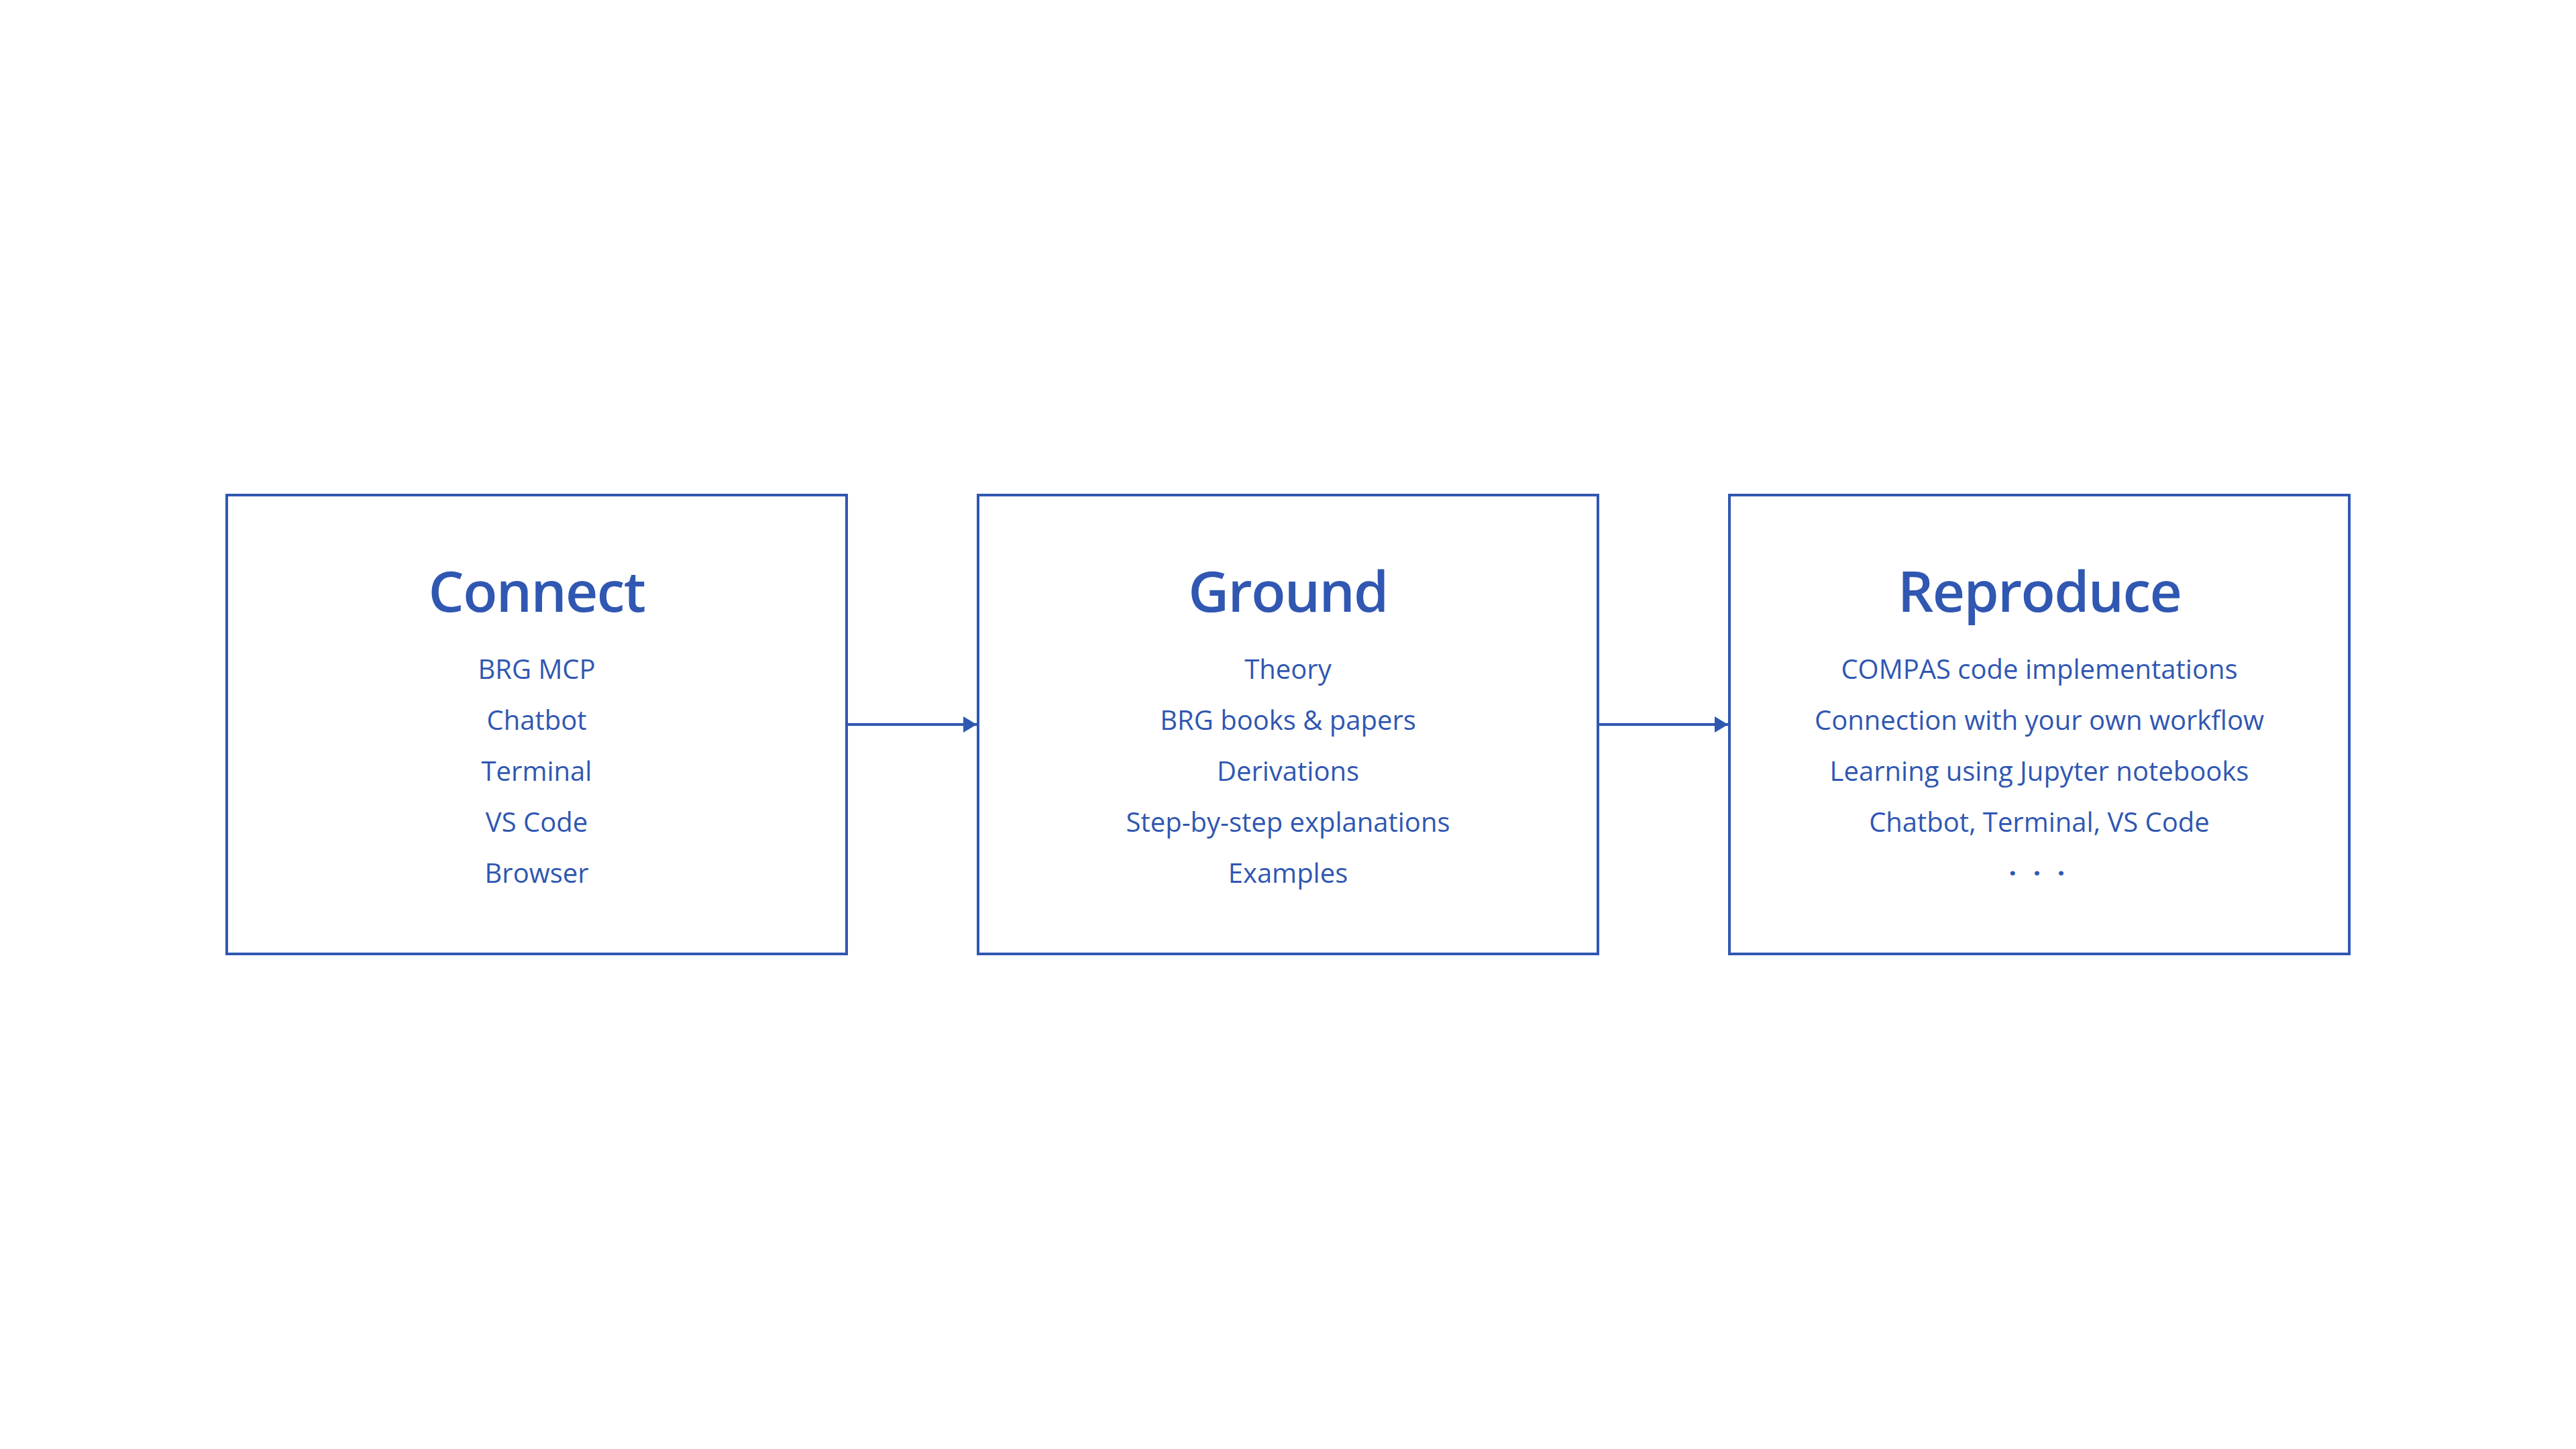 Connect
BRG MCP
Chatbot
Terminal
VS Code
Browser
Ground
Theory
BRG books & papers
Derivations
Step-by-step explanations
Examples
Reproduce
COMPAS code implementations
Connection with your own workflow
Learning using Jupyter notebooks
Chatbot, Terminal, VS Code
· · ·